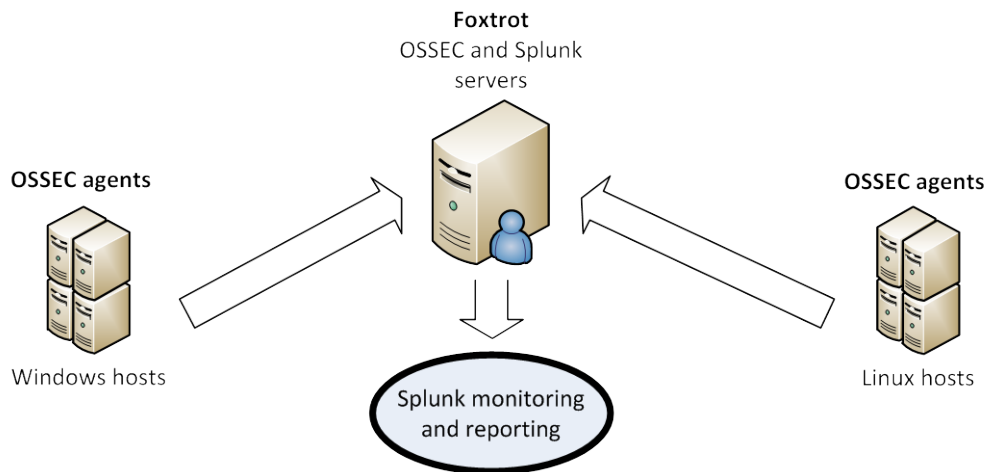 Foxtrot
OSSEC and Splunk
servers
OSSEC agents
OSSEC agents
Windows hosts
Linux hosts
Splunk monitoring
and reporting